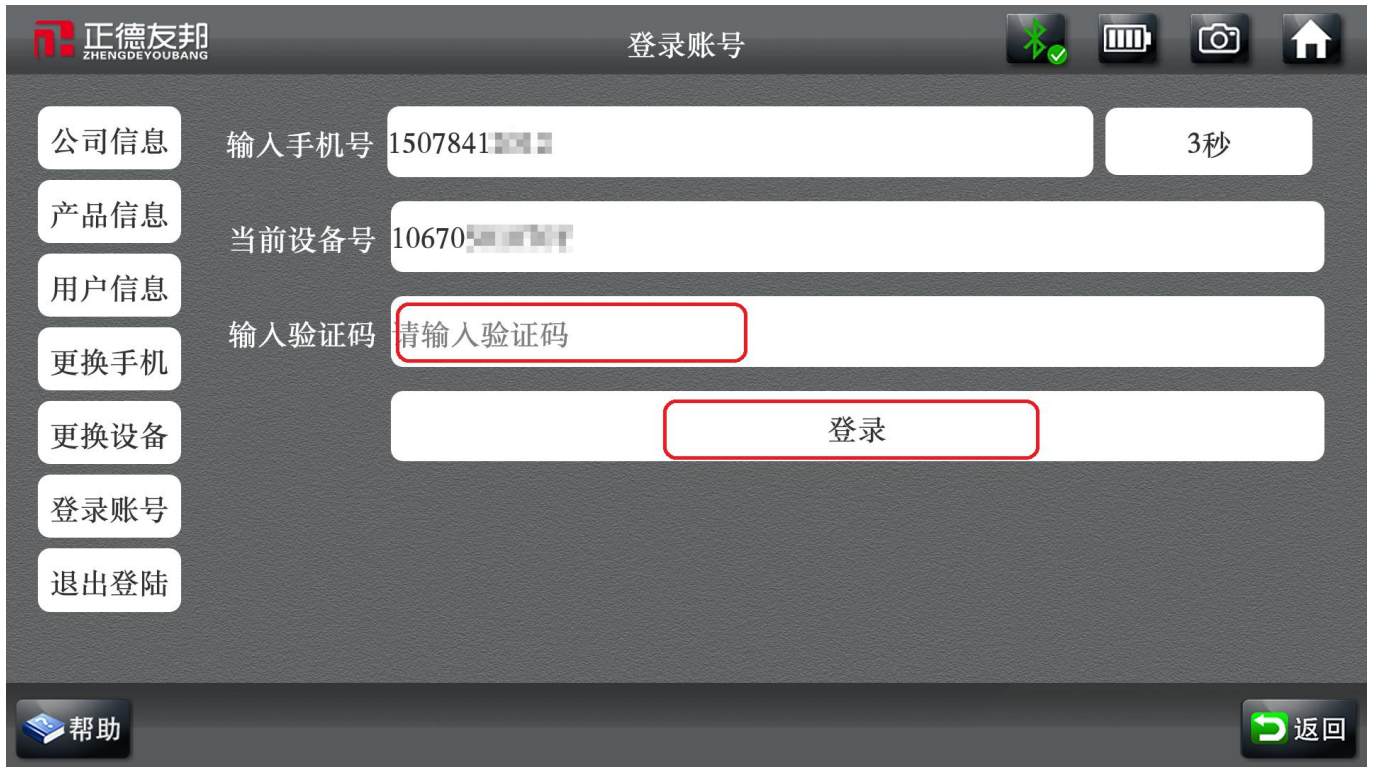 正德友邦
ZHENGDEYOUBANG
登录账号
公司信息
输入手机号 1507841
3秒
产品信息
当前设备号 10670
用户信息
输入验证码 请输入验证码
更换手机
更换设备
登录
登录账号
退出登陆
帮助
返回